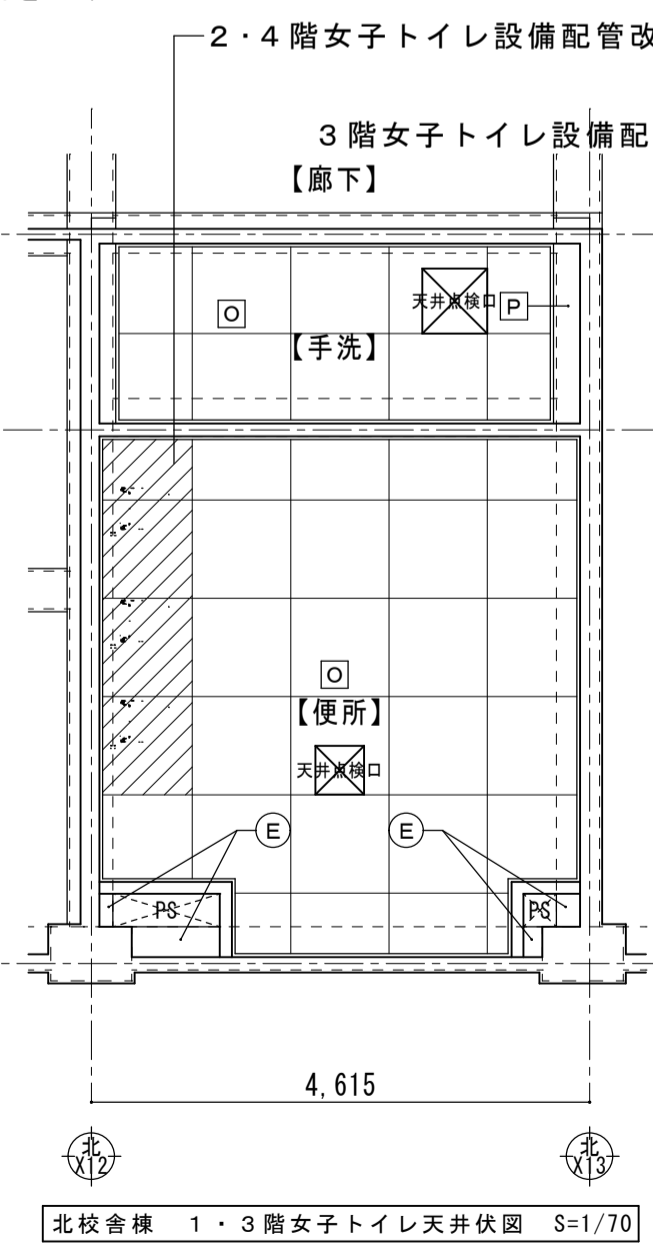 2・4階女子トイレ設備配管改
3階女子トイレ設備配
【廊下】
天井点検口 P
O
【手洗】
O
【便所】
天井点検口
E E
PS PS
4,615
北 X12
北 X13
北校舎棟 1・3階女子トイレ天井伏図 S=1/70